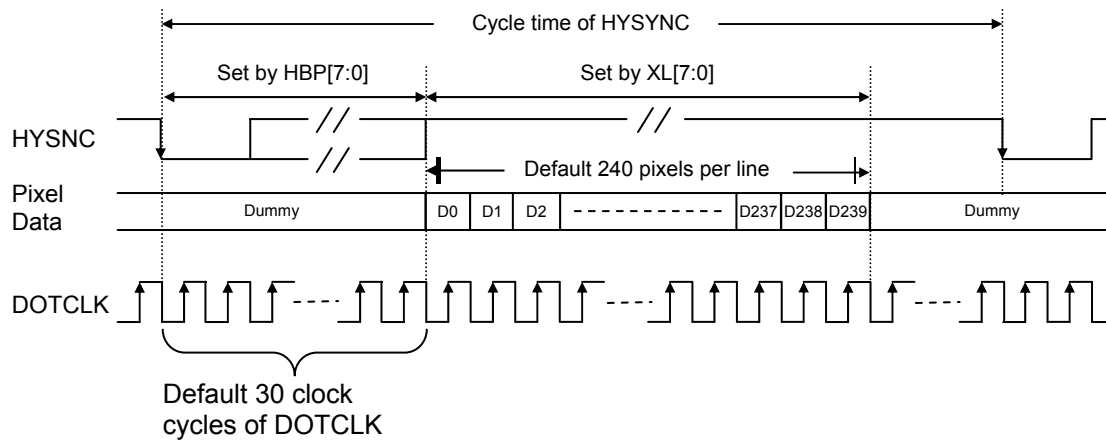 Cycle time of HYSYNC
Set by HBP[7:0]
Set by XL[7:0]
HYSNC
Default 240 pixels per line
Pixel
Data
Dummy
D0
D1
D2
D237
D238
D239
Dummy
DOTCLK
Default 30 clock
cycles of DOTCLK